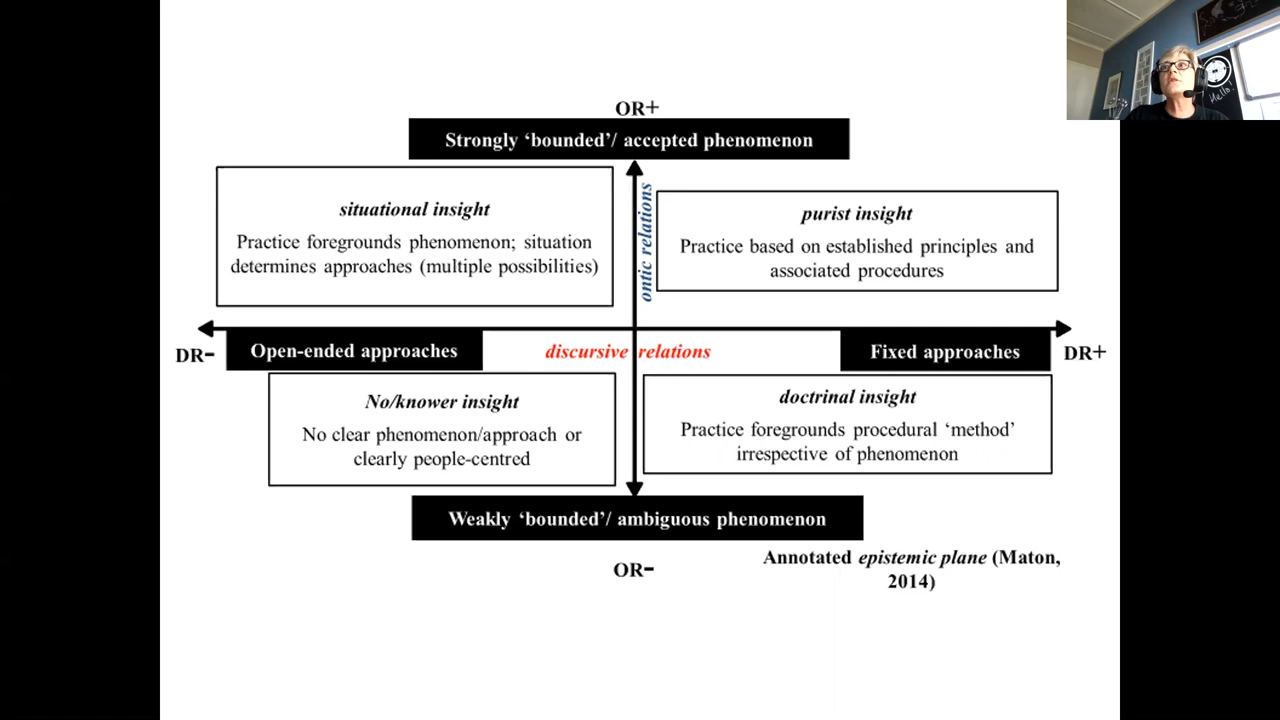 OR+
Strongly ‘bounded’/ accepted phenomenon
situational insight
Practice foregrounds phenomenon; situation
determines approaches (multiple possibilities)
ontic relations
purist insight
Practice based on established principles and
associated procedures
DR-
Open-ended approaches
discursive relations
Fixed approaches
DR+
No/knower insight
No clear phenomenon/approach or
clearly people-centred
doctrinal insight
Practice foregrounds procedural ‘method’
irrespective of phenomenon
Weakly ‘bounded’/ ambiguous phenomenon
OR-
Annotated epistemic plane (Maton,
2014)
Hello!